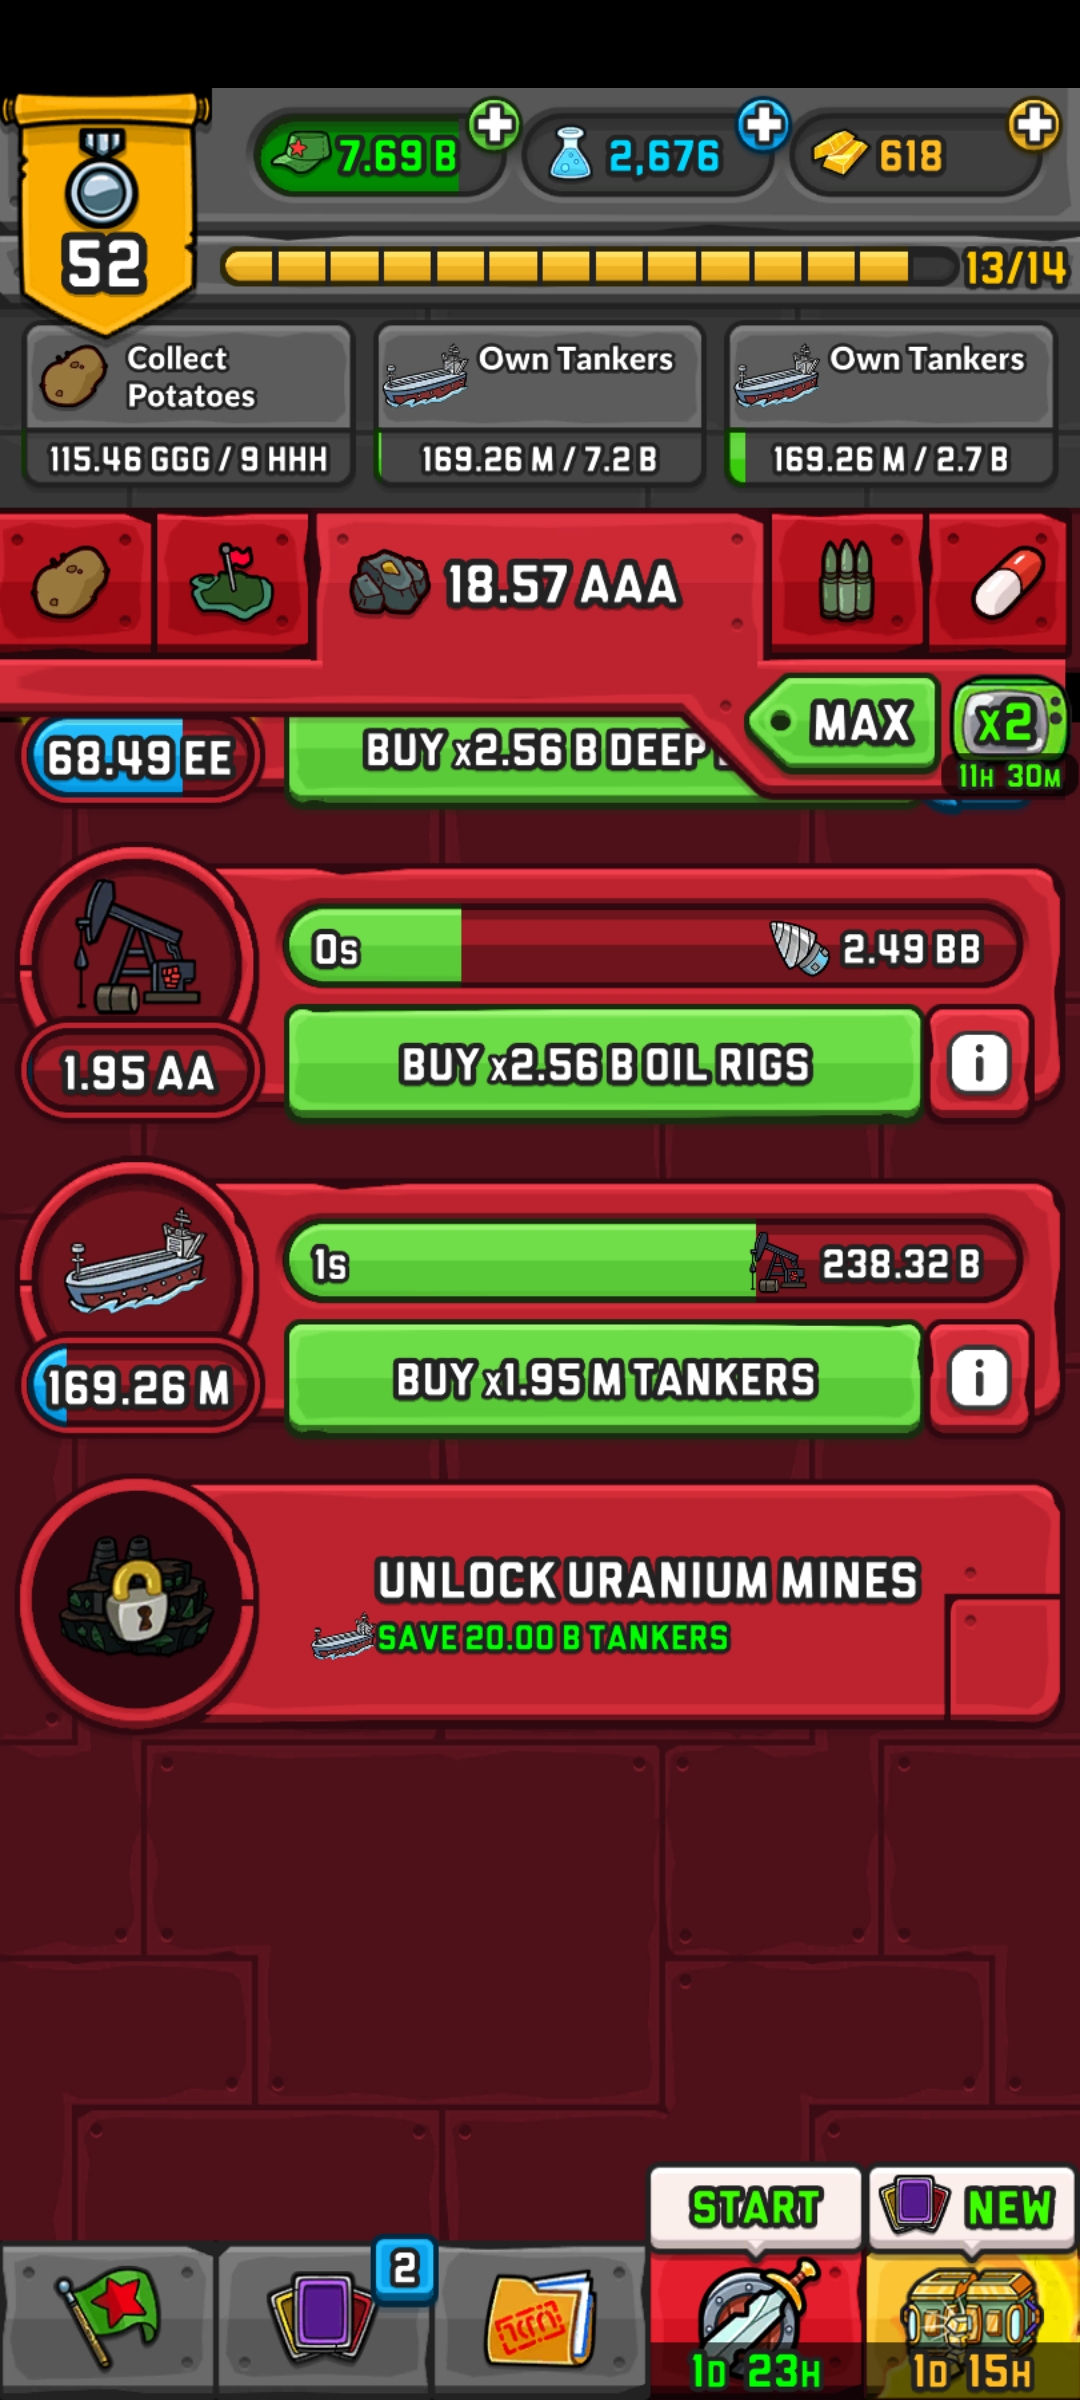 7.69 B
2,676
618
52
13/14
Collect
Potatoes
115.46 GGG / 9 HHH
Own Tankers
169.26 M / 7.2 B
Own Tankers
169.26 M / 2.7 B
18.57 AAA
MAX
x2
11H 30M
68.49 EE
BUY x2.56 B DEEP
0s
2.49 BB
1.95 AA
BUY x2.56 B OIL RIGS
i
1s
238.32 B
169.26 M
BUY x1.95 M TANKERS
i
UNLOCK URANIUM MINES
SAVE 20.00 B TANKERS
START
NEW
2
1D 23H
1D 15H